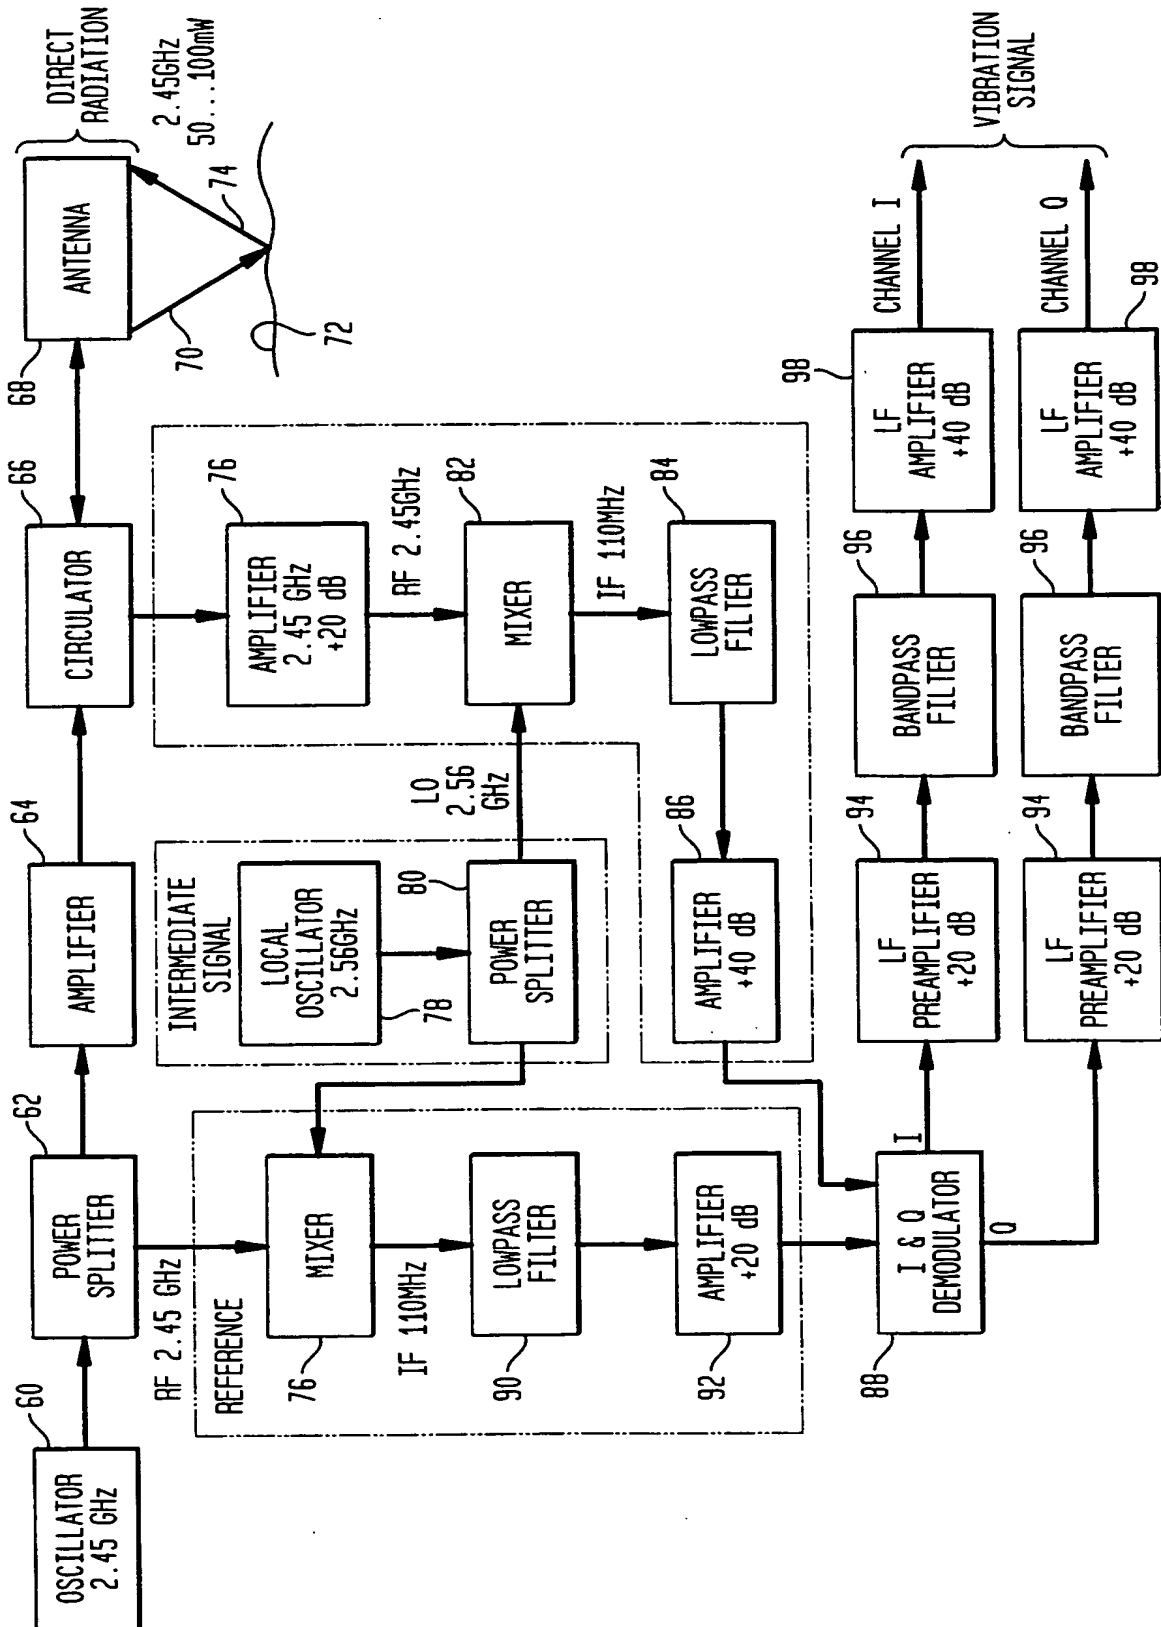 OSCILLATOR
2.45 GHz
60
POWER
SPLITTER
62
AMPLIFIER
64
CIRCULATOR
66
ANTENNA
68
DIRECT
RADIATION
2.45GHz
50...100mW
70
74
72
RF 2.45 GHz
REFERENCE
MIXER
76
IF 110MHz
LOWPASS
FILTER
90
AMPLIFIER
+20 dB
92
INTERMEDIATE
SIGNAL
LOCAL
OSCILLATOR
2.56GHz
78
POWER
SPLITTER
80
LO
2.56
GHz
AMPLIFIER
2.45 GHz
+20 dB
76
RF 2.45GHz
MIXER
82
IF 110MHz
LOWPASS
FILTER
84
AMPLIFIER
+40 dB
86
I & Q
DEMODULATOR
88
I
Q
LF
PREAMPLIFIER
+20 dB
94
BANDPASS
FILTER
96
LF
AMPLIFIER
+40 dB
98
CHANNEL I
LF
PREAMPLIFIER
+20 dB
94
BANDPASS
FILTER
96
LF
AMPLIFIER
+40 dB
98
CHANNEL Q
VIBRATION
SIGNAL